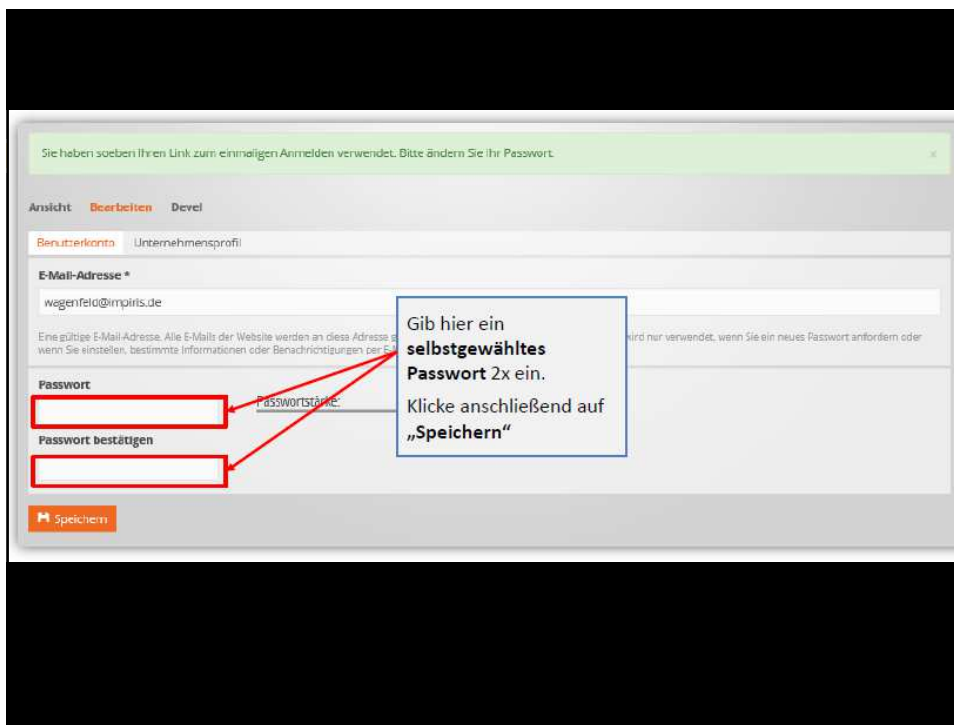 Sie haben soeben Ihren Link zum einmaligen Anmelden verwendet. Bitte ändern Sie Ihr Passwort.
x
Ansicht Bearbeiten Devel
Benutzerkonto Unternehmensprofil
E-Mail-Adresse *
wagenfeld@impiris.de
Eine gültige E-Mail-Adresse. Alle E-Mails der Website werden an diese Adresse wird nur verwendet, wenn Sie ein neues Passwort anfordern oder
wenn Sie einstellen, bestimmte Informationen oder Benachrichtigungen per
Gib hier ein
selbstgewähltes
Passwort 2x ein.
Klicke anschließend auf
„Speichern“
Passwort
Passwortstärke:
Passwort bestätigen
Speichern